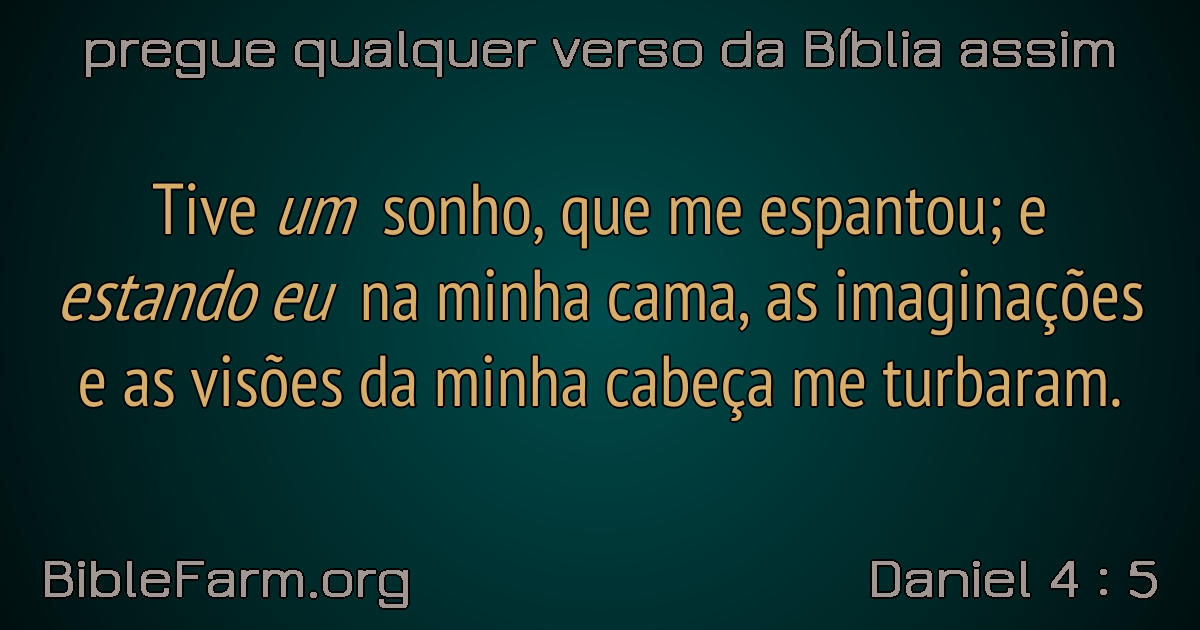 pregue qualquer verso da Bíblia assim
Tive um sonho, que me espantou; e
estando eu na minha cama, as imaginações
e as visões da minha cabeça me turbaram.
BibleFarm.org
Daniel 4 : 5